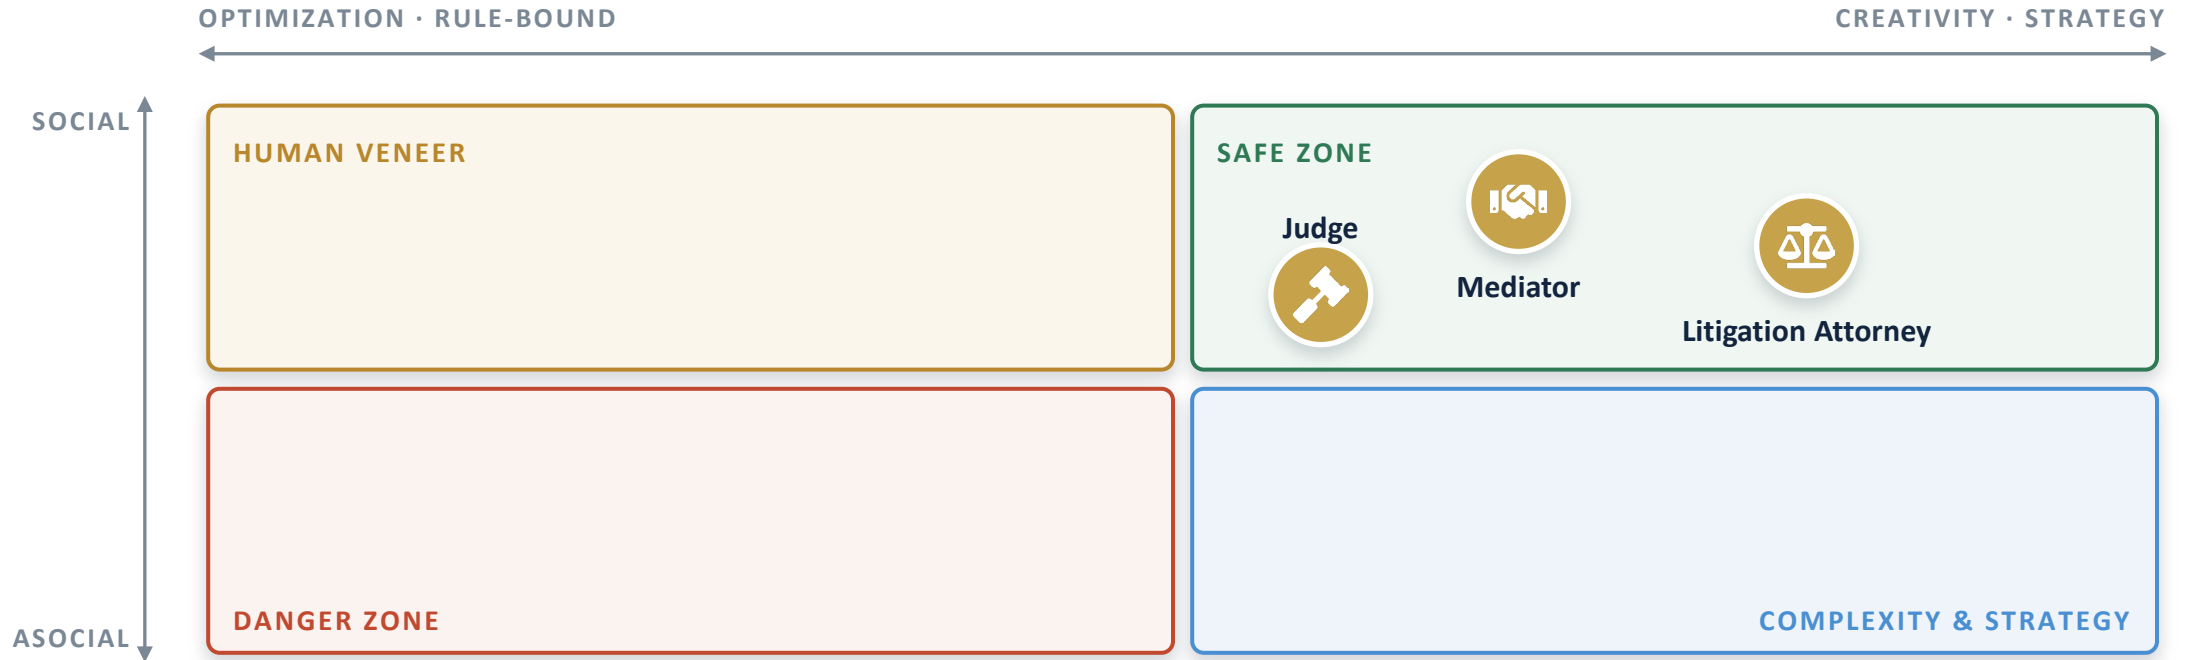 OPTIMIZATION · RULE-BOUND
CREATIVITY · STRATEGY
SOCIAL
HUMAN VENEER
SAFE ZONE
Judge
Mediator
Litigation Attorney
DANGER ZONE
COMPLEXITY & STRATEGY
ASOCIAL